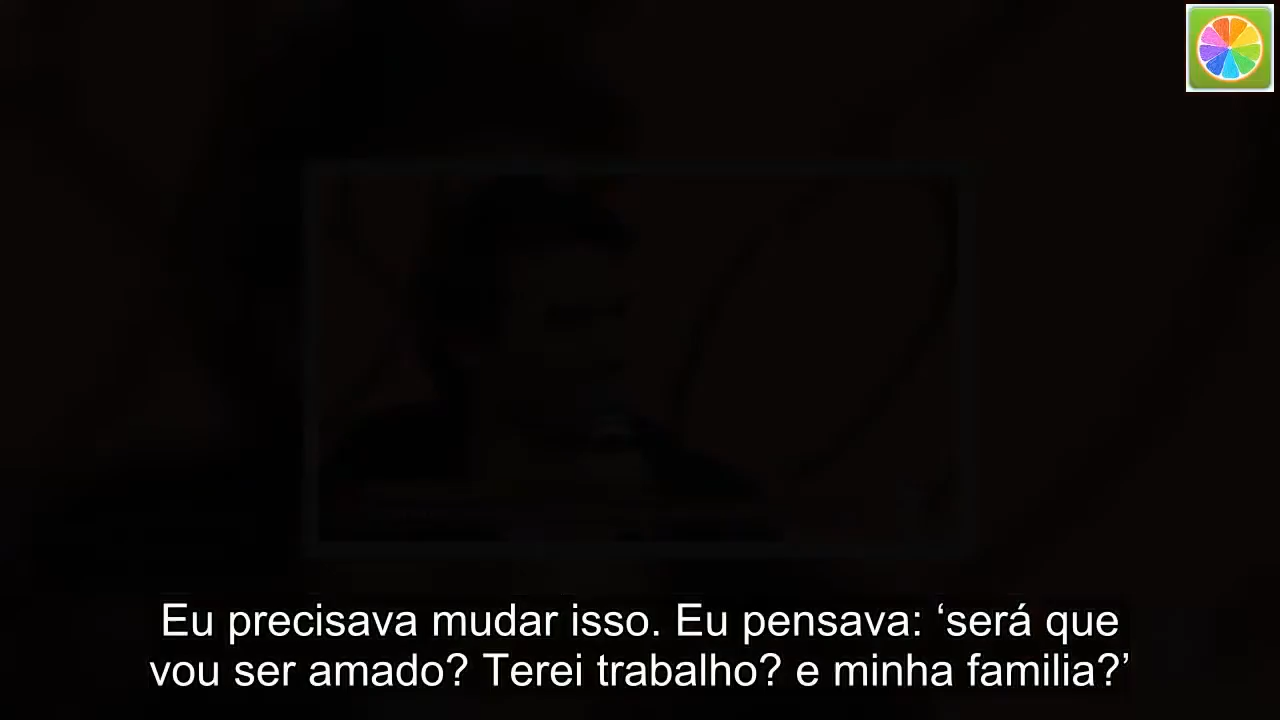 Eu precisava mudar isso. Eu pensava: ‘será que
vou ser amado? Terei trabalho? e minha familia?’